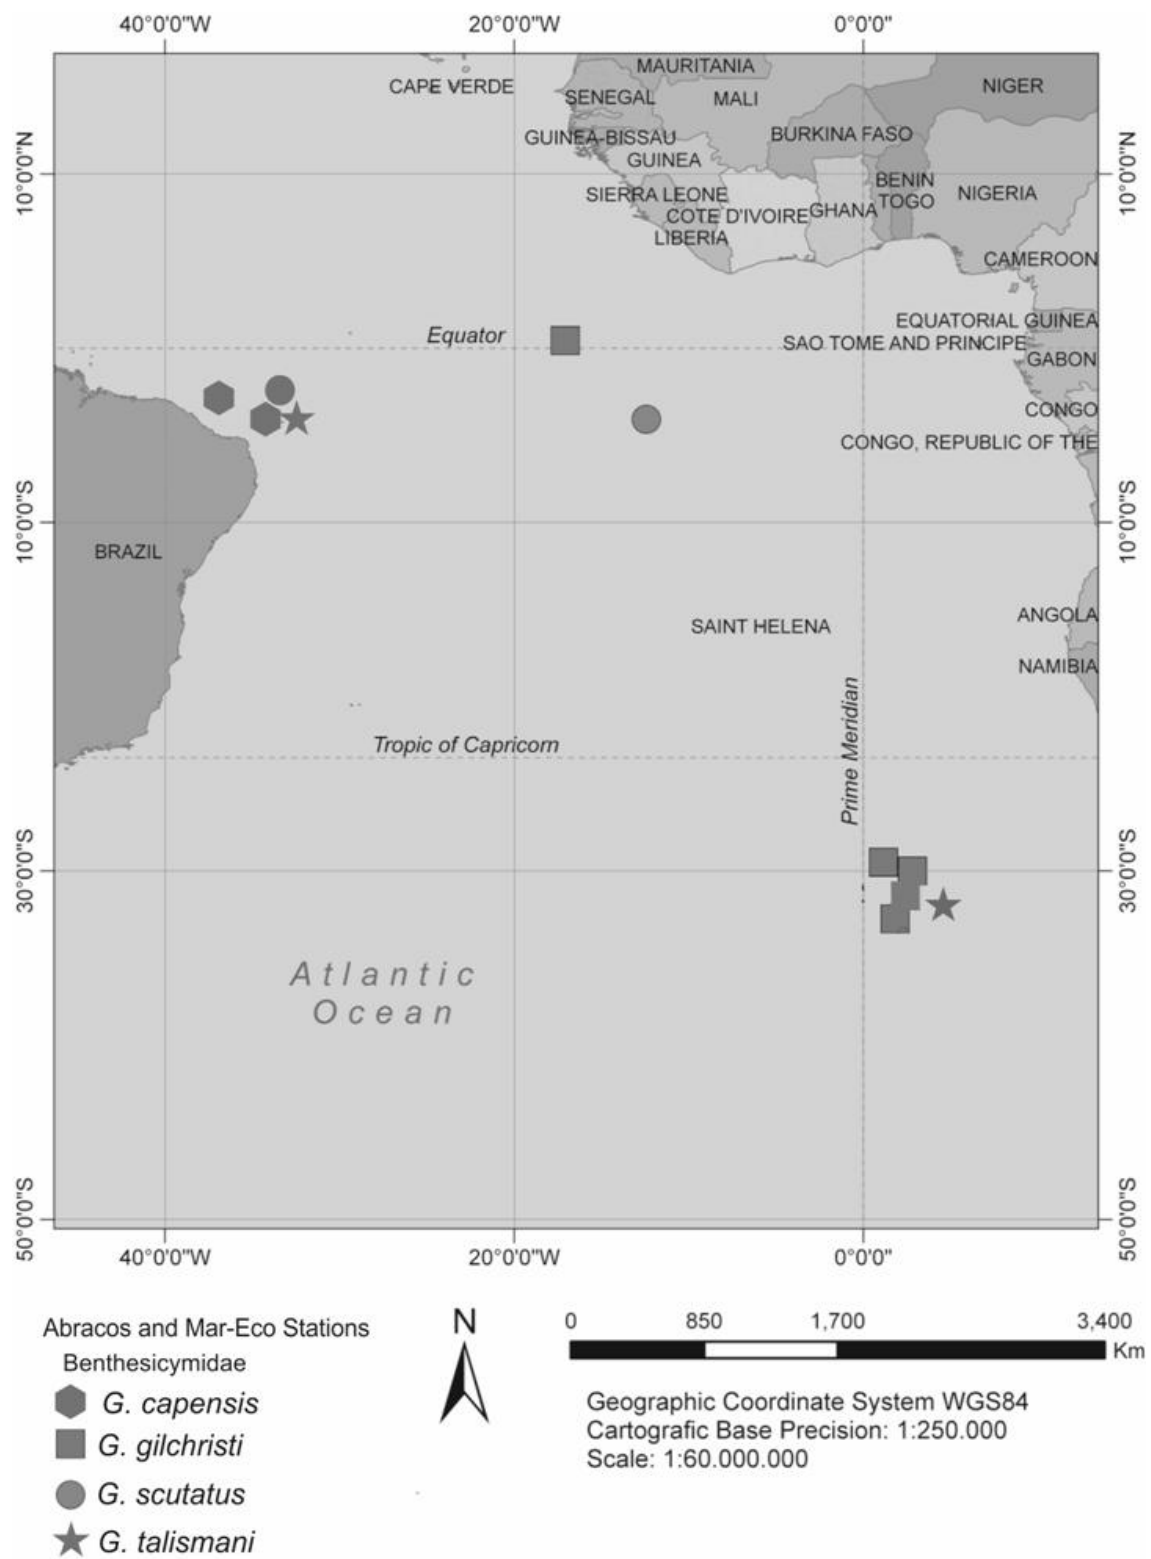 40°0'0"W 20°0'0"W 0°0'0"
MAURITANIA
CAPE VERDE
SENEGAL
MALI
NIGER
GUINEA-BISSAU
BURKINA FASO
GUINEA
10°0'0"N
10°0'0"N
BENIN
SIERRA LEONE
NIGERIA
TOGO
COTE D'IVOIRE
GHANA
LIBERIA
CAMEROON
EQUATORIAL GUINEA
Equator
SAO TOME AND PRINCIPE
GABON
CONGO
CONGO, REPUBLIC OF THE
10°0'0"S
10°0'0"S
BRAZIL
ANGOLA
SAINT HELENA
NAMIBIA
Prime Meridian
Tropic of Capricorn
30°0'0"S
30°0'0"S
Atlantic
Ocean
50°0'0"S
50°0'0"S
40°0'0"W 20°0'0"W 0°0'0"
Abracos and Mar-Eco Stations
Benthesicymidae
G. capensis
G. gilchristi
G. scutatus
G. talismani
N
0 850 1,700 3,400
Km
Geographic Coordinate System WGS84
Cartografic Base Precision: 1:250.000
Scale: 1:60.000.000